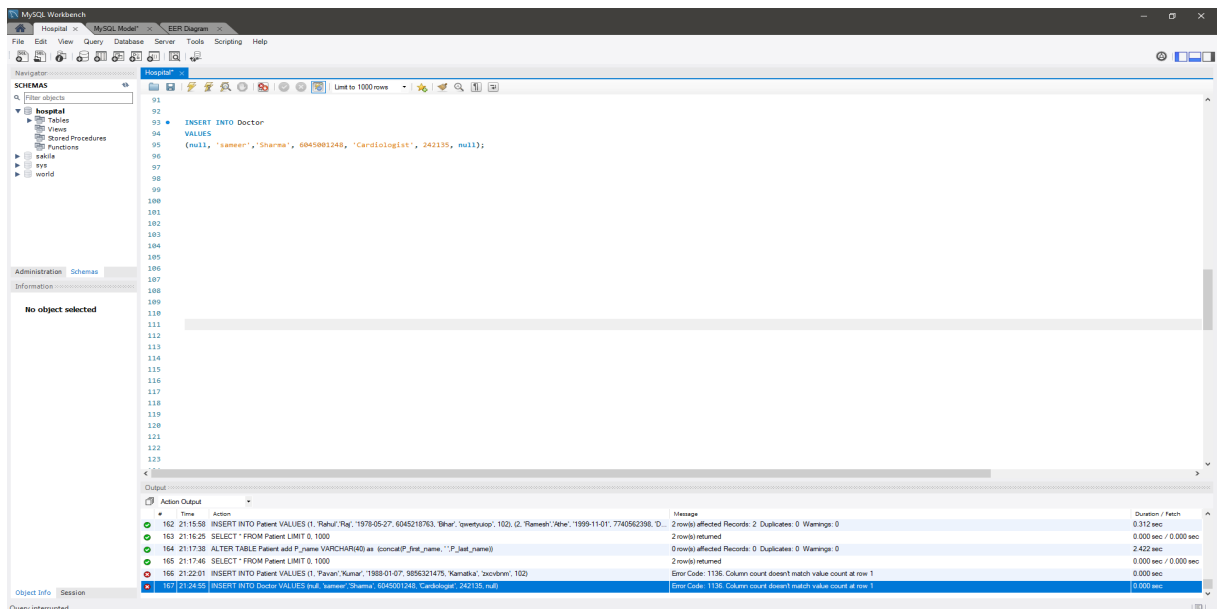 MySQL Workbench
Hospital × MySQL Model* × EER Diagram ×
File Edit View Query Database Server Tools Scripting Help
Navigator
Hospital* ×
SCHEMAS
Limit to 1000 rows
Filter objects
hospital
Tables
Views
Stored Procedures
Functions
sakila
sys
world
91
92
93 INSERT INTO Doctor
94 VALUES
95 (null, 'sameer','Sharma', 6045001248, 'Cardiologist', 242135, null);
96
97
98
99
100
101
102
103
104
105
106
107
108
109
110
111
112
113
114
115
116
117
118
119
120
121
122
123
Administration Schemas
Information
No object selected
Object Info Session
Output
Action Output
# Time Action Message Duration / Fetch
162 21:15:58 INSERT INTO Patient VALUES (1, 'Rahul','Raj', '1978-05-27', 6045218763, 'Bihar', 'qwertyuiop', 102), (2, 'Ramesh','Athe', '1999-11-01', 7740562398, 'D... 2 row(s) affected Records: 2 Duplicates: 0 Warnings: 0 0.312 sec
163 21:16:25 SELECT * FROM Patient LIMIT 0, 1000 2 row(s) returned 0.000 sec / 0.000 sec
164 21:17:38 ALTER TABLE Patient add P_name VARCHAR(40) as (concat(P_first_name, ' ',P_last_name)) 0 row(s) affected Records: 0 Duplicates: 0 Warnings: 0 2.422 sec
165 21:17:46 SELECT * FROM Patient LIMIT 0, 1000 2 row(s) returned 0.000 sec / 0.000 sec
166 21:22:01 INSERT INTO Patient VALUES (1, 'Pavan','Kumar', '1988-01-07', 9856321475, 'Karnatka', 'zxcvbnm', 102) Error Code: 1136. Column count doesn't match value count at row 1 0.000 sec
167 21:24:55 INSERT INTO Doctor VALUES (null, 'sameer','Sharma', 6045001248, 'Cardiologist', 242135, null) Error Code: 1136. Column count doesn't match value count at row 1 0.000 sec
Query interrupted